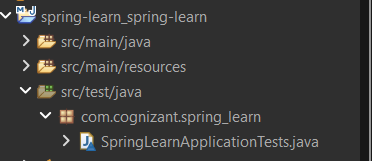 spring-learn_spring-learn
src/main/java
src/main/resources
src/test/java
com.cognizant.spring_learn
SpringLearnApplicationTests.java